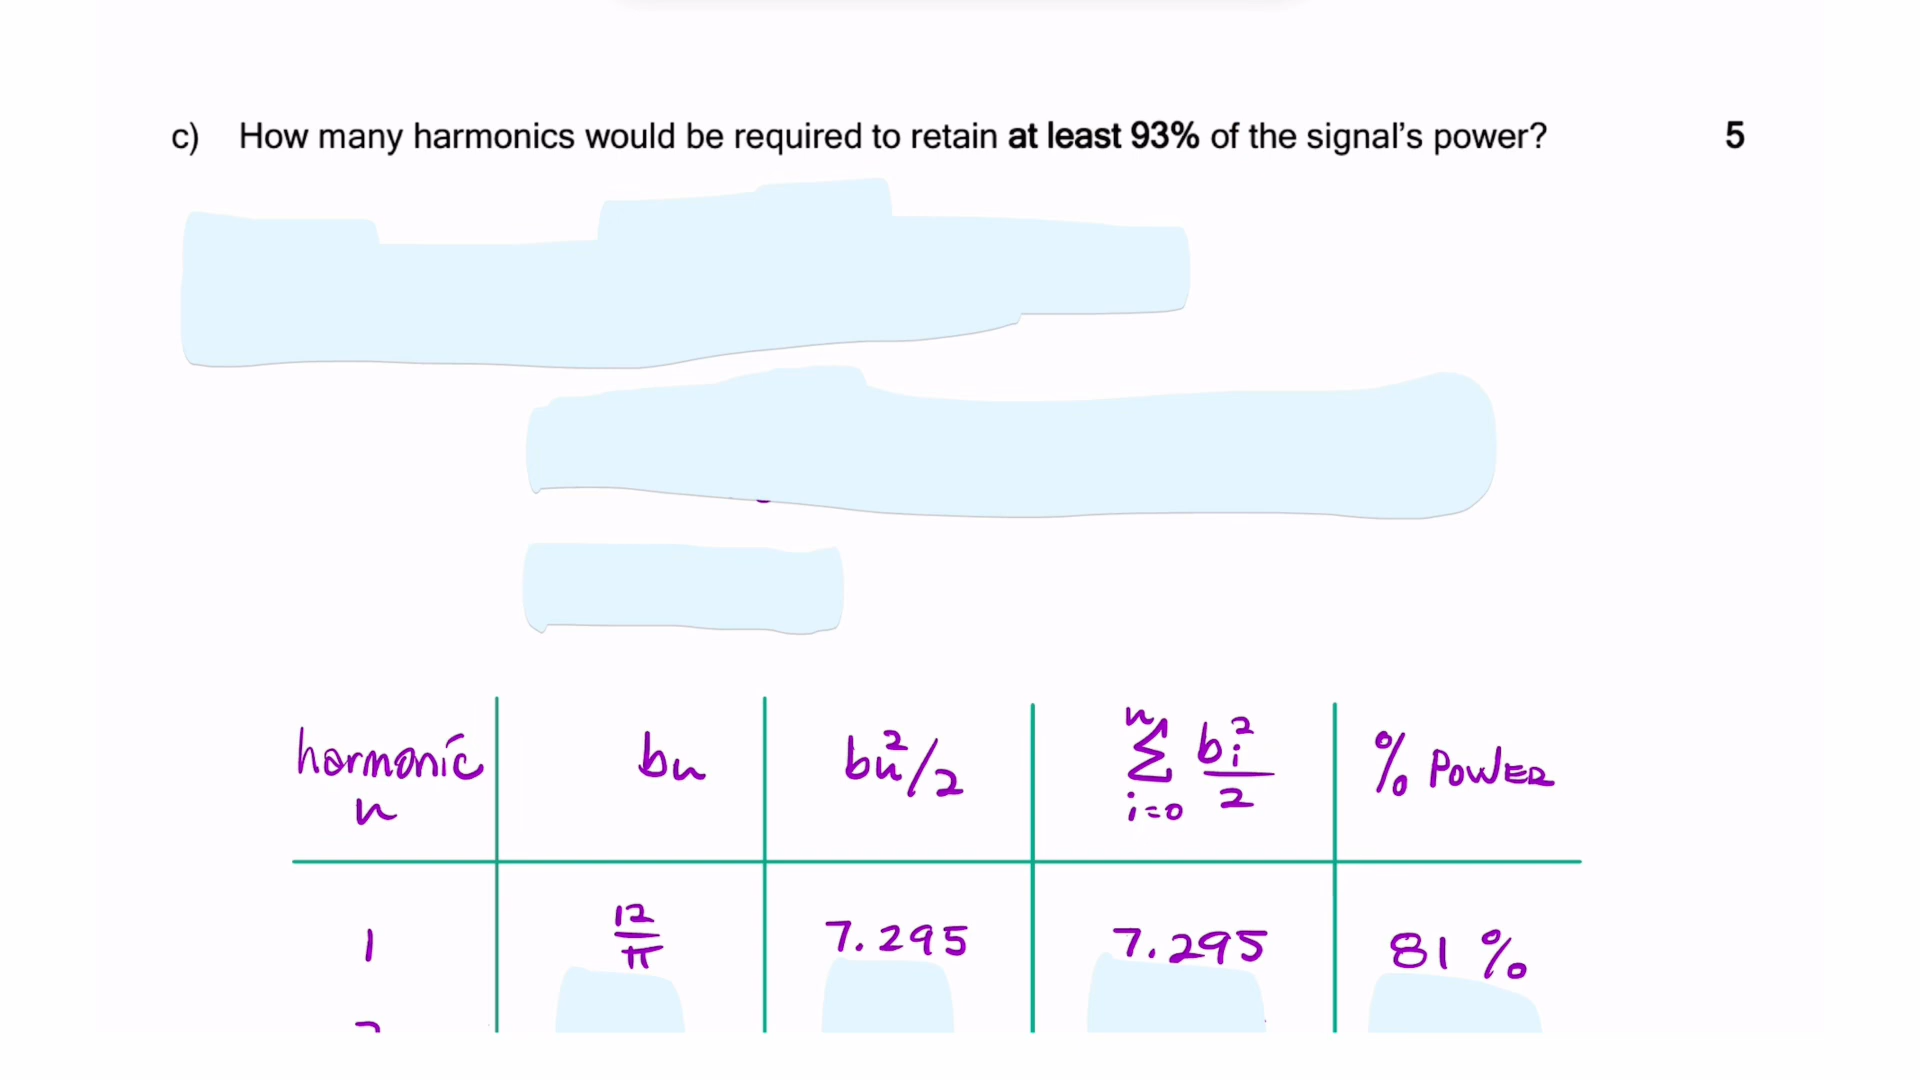 c) How many harmonics would be required to retain at least 93% of the signal's power? 5
harmonic n | bn | bn²/2 | n Σ i=0 bi²/2 | % POWER
1 | 12/π | 7.295 | 7.295 | 81 %